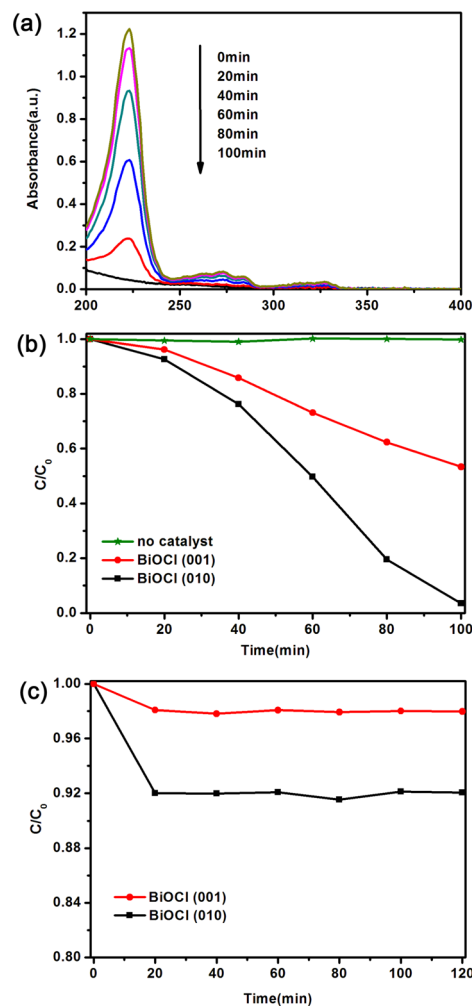 (a)
Absorbance(a.u.)
1.2
1.0
0.8
0.6
0.4
0.2
0.0
0min
20min
40min
60min
80min
100min
200 250 300 350 400
(b)
C/C0
1.0
0.8
0.6
0.4
0.2
0.0
no catalyst
BiOCl (001)
BiOCl (010)
0 20 40 60 80 100
Time(min)
(c)
C/C0
1.00
0.96
0.92
0.88
0.84
0.80
BiOCl (001)
BiOCl (010)
0 20 40 60 80 100 120
Time(min)